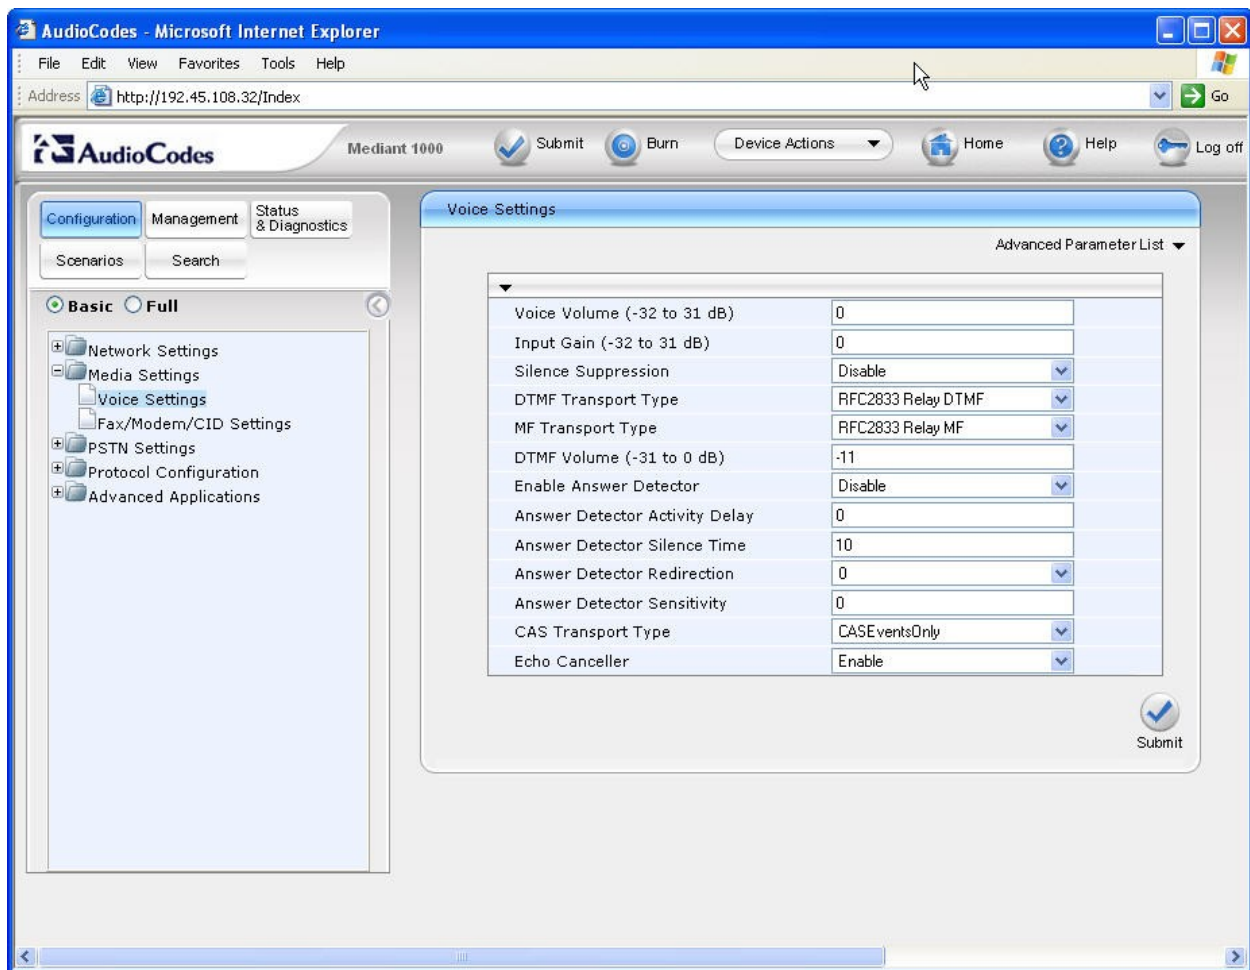 AudioCodes - Microsoft Internet Explorer
File Edit View Favorites Tools Help
Address http://192.45.108.32/Index Go
AudioCodes Mediant 1000 Submit Burn Device Actions Home Help Log off
Configuration Management Status & Diagnostics
Scenarios Search
Basic Full
Network Settings
Media Settings
Voice Settings
Fax/Modem/CID Settings
PSTN Settings
Protocol Configuration
Advanced Applications
Voice Settings
Advanced Parameter List
Voice Volume (-32 to 31 dB) 0
Input Gain (-32 to 31 dB) 0
Silence Suppression Disable
DTMF Transport Type RFC2833 Relay DTMF
MF Transport Type RFC2833 Relay MF
DTMF Volume (-31 to 0 dB) -11
Enable Answer Detector Disable
Answer Detector Activity Delay 0
Answer Detector Silence Time 10
Answer Detector Redirection 0
Answer Detector Sensitivity 0
CAS Transport Type CASEventsOnly
Echo Canceller Enable
Submit